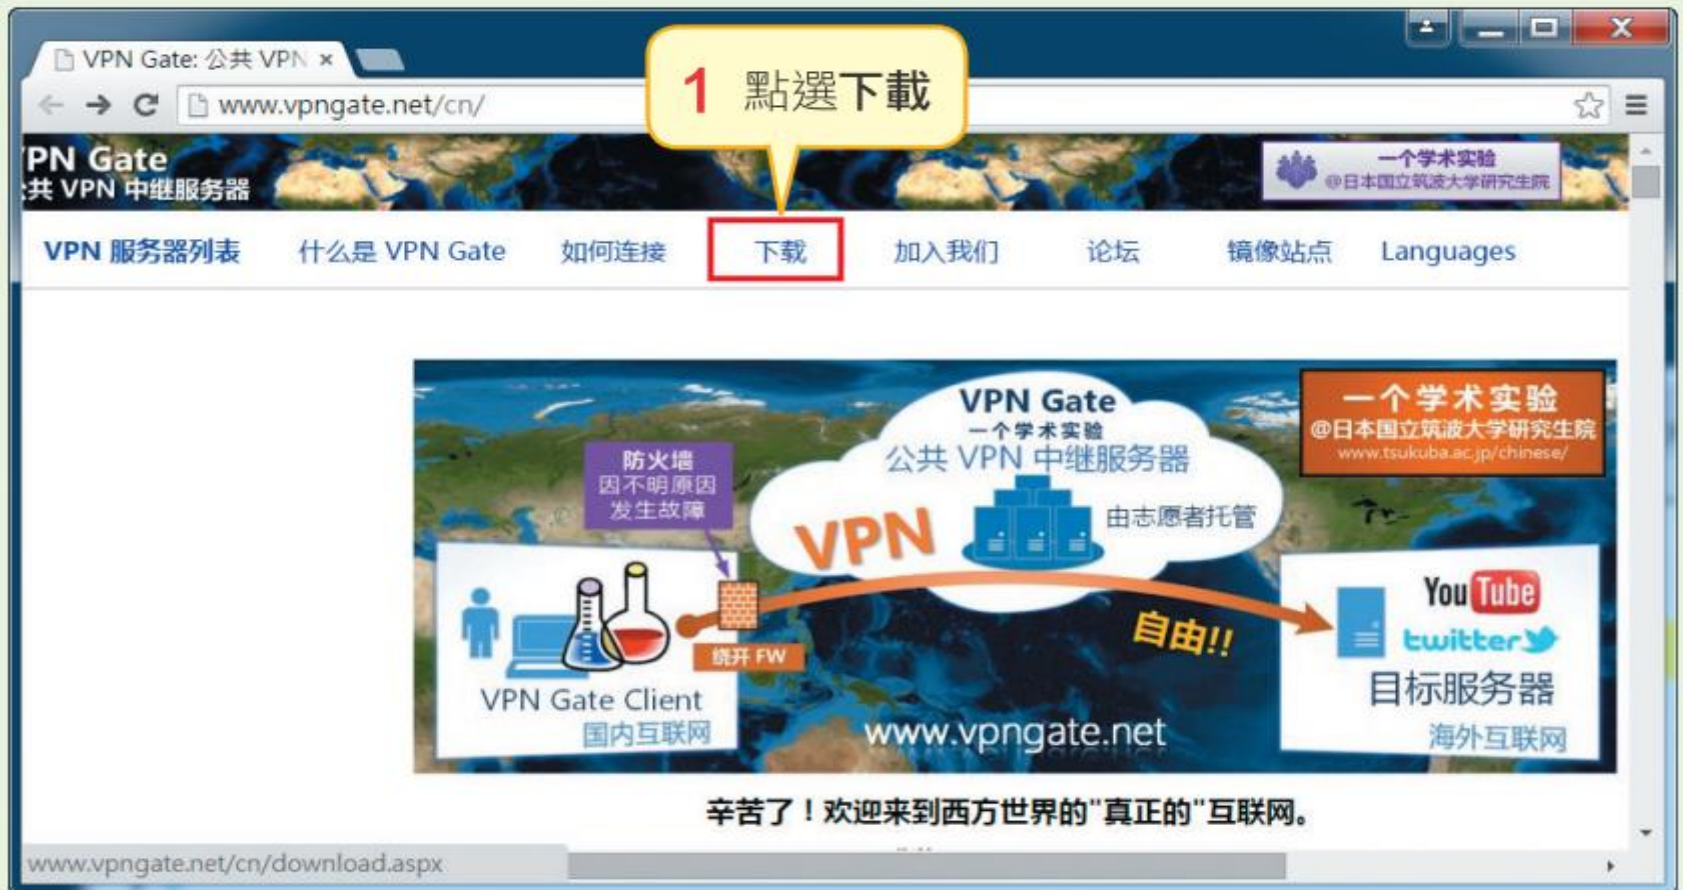 VPN Gate: 公共 VPN
www.vpngate.net/cn/
1 點選下載
PN Gate
共 VPN 中继服务器
一个学术实验
@日本国立筑波大学研究生院
VPN 服务器列表 什么是 VPN Gate 如何连接 下载 加入我们 论坛 镜像站点 Languages
VPN Gate
一个学术实验
公共 VPN 中继服务器
由志愿者托管
一个学术实验
@日本国立筑波大学研究生院
www.tsukuba.ac.jp/chinese/
防火墙
因不明原因
发生故障
VPN
自由!!
绕开 FW
VPN Gate Client
国内互联网
www.vpngate.net
YouTube
twitter
目标服务器
海外互联网
辛苦了！欢迎来到西方世界的"真正的"互联网。
www.vpngate.net/cn/download.aspx